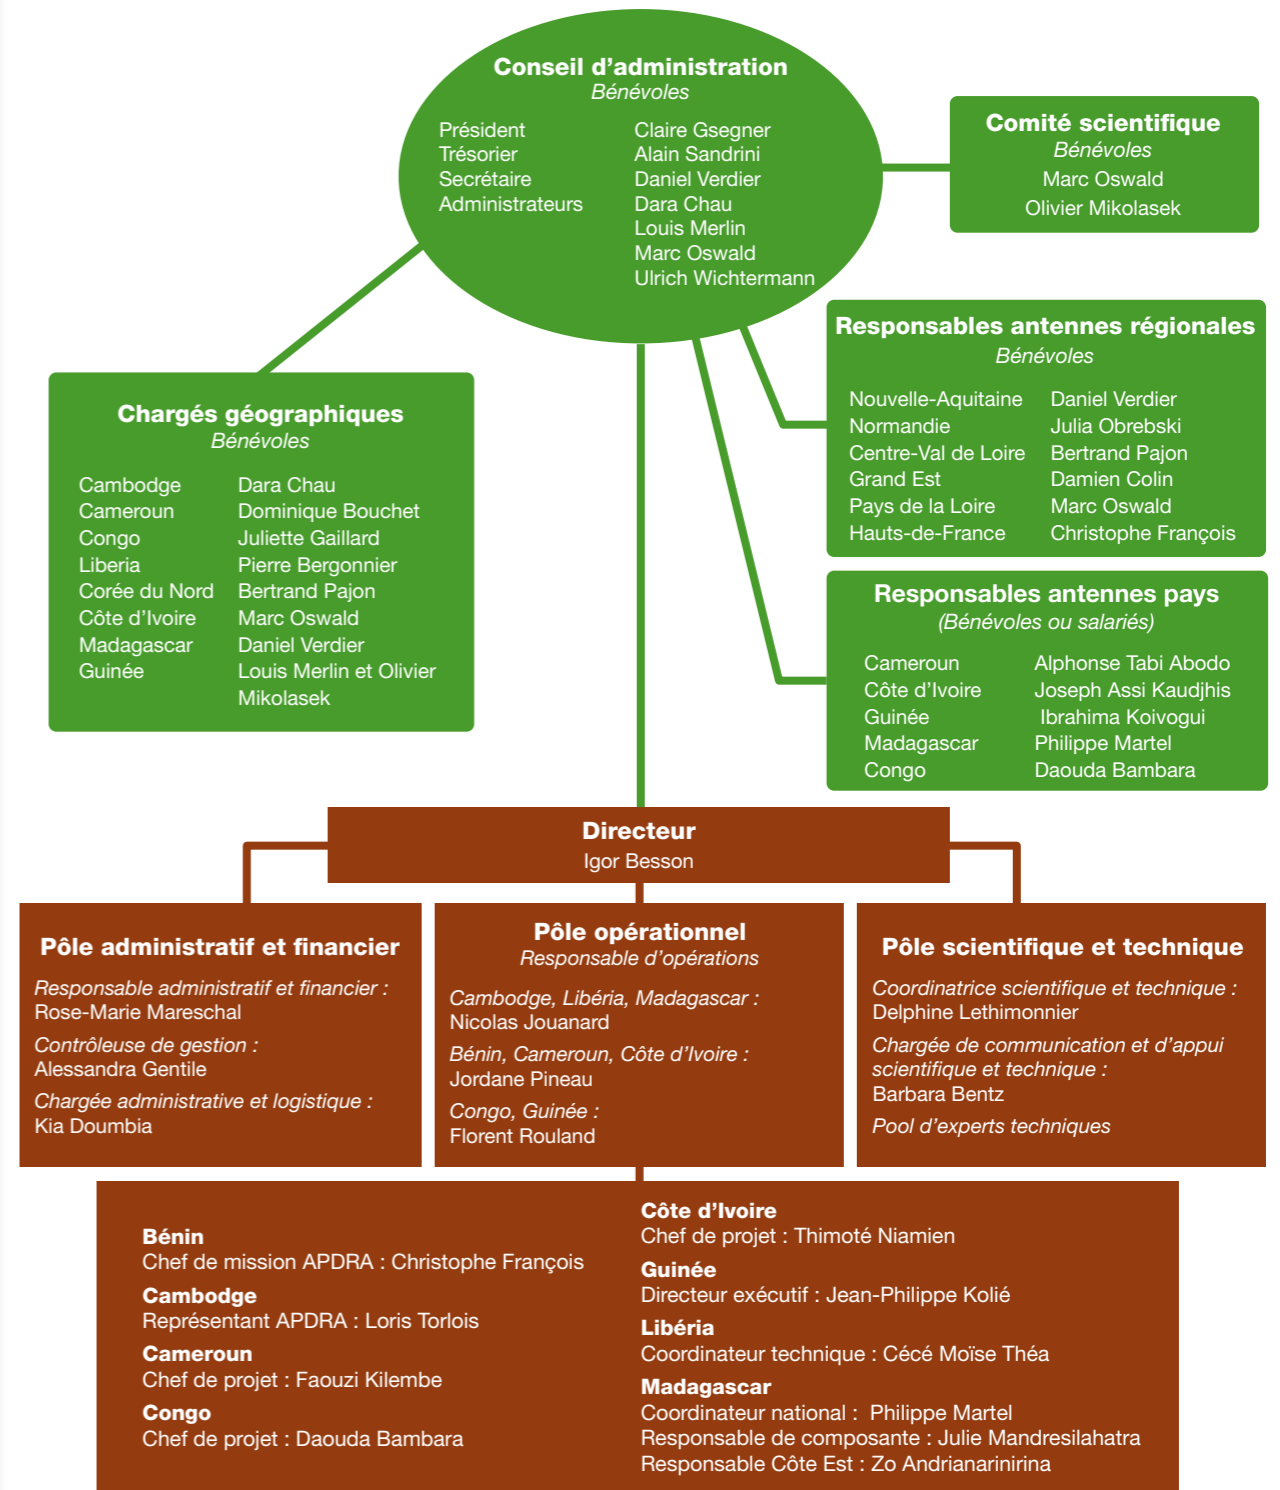 Conseil d'administration
Bénévoles
Président Claire Gsegner
Trésorier Alain Sandrini
Secrétaire Daniel Verdier
Administrateurs Dara Chau
Louis Merlin
Marc Oswald
Ulrich Wichtermann
Comité scientifique
Bénévoles
Marc Oswald
Olivier Mikolasek
Responsables antennes régionales
Bénévoles
Nouvelle-Aquitaine Daniel Verdier
Normandie Julia Obrebski
Centre-Val de Loire Bertrand Pajon
Grand Est Damien Colin
Pays de la Loire Marc Oswald
Hauts-de-France Christophe François
Chargés géographiques
Bénévoles
Cambodge Dara Chau
Cameroun Dominique Bouchet
Congo Juliette Gaillard
Liberia Pierre Bergonnier
Corée du Nord Bertrand Pajon
Côte d'Ivoire Marc Oswald
Madagascar Daniel Verdier
Guinée Louis Merlin et Olivier
Mikolasek
Responsables antennes pays
(Bénévoles ou salariés)
Cameroun Alphonse Tabi Abodo
Côte d'Ivoire Joseph Assi Kaudjhis
Guinée Ibrahima Koivogui
Madagascar Philippe Martel
Congo Daouda Bambara
Directeur
Igor Besson
Pôle administratif et financier
Responsable administratif et financier :
Rose-Marie Mareschal
Contrôleuse de gestion :
Alessandra Gentile
Chargée administrative et logistique :
Kia Doumbia
Pôle opérationnel
Responsable d'opérations
Cambodge, Libéria, Madagascar :
Nicolas Jouanard
Bénin, Cameroun, Côte d'Ivoire :
Jordane Pineau
Congo, Guinée :
Florent Rouland
Pôle scientifique et technique
Coordinatrice scientifique et technique :
Delphine Lethimonnier
Chargée de communication et d'appui
scientifique et technique :
Barbara Bentz
Pool d'experts techniques
Bénin
Chef de mission APDRA : Christophe François
Cambodge
Représentant APDRA : Loris Torlois
Cameroun
Chef de projet : Faouzi Kilembe
Congo
Chef de projet : Daouda Bambara
Côte d'Ivoire
Chef de projet : Thimoté Niamien
Guinée
Directeur exécutif : Jean-Philippe Kolié
Libéria
Coordinateur technique : Cécé Moïse Théa
Madagascar
Coordinateur national : Philippe Martel
Responsable de composante : Julie Mandresilahatra
Responsable Côte Est : Zo Andrianarinirina